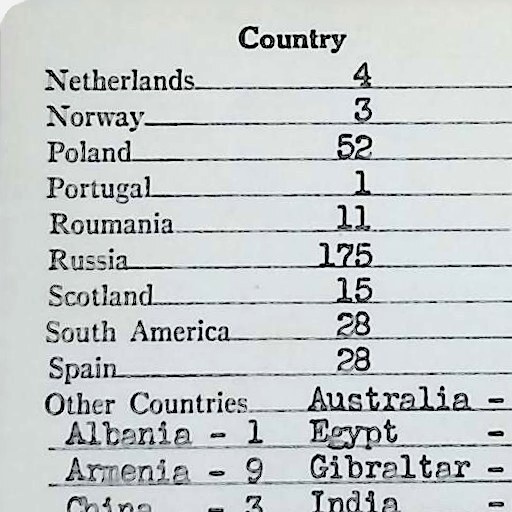 Country
Netherlands 4
Norway 3
Poland 52
Portugal 1
Roumania 11
Russia 175
Scotland 15
South America 28
Spain 28
Other Countries Australia -
Albania - 1 Egypt -
Armenia - 9 Gibraltar -
China - 3 India -